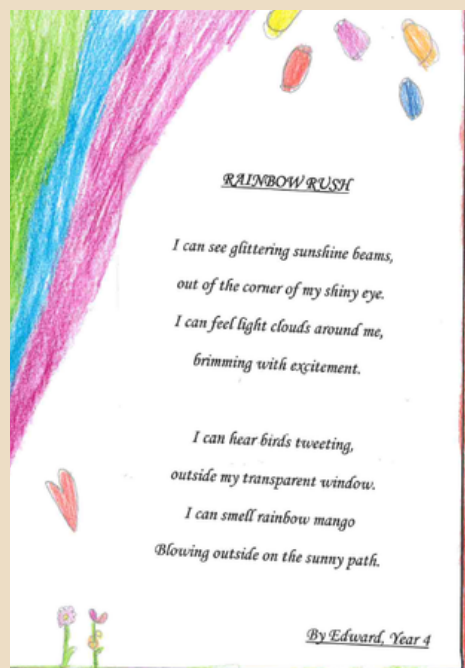 RAINBOW RUSH
I can see glittering sunshine beams,
out of the corner of my shiny eye.
I can feel light clouds around me,
brimming with excitement.
I can hear birds tweeting,
outside my transparent window.
I can smell rainbow mango
Blowing outside on the sunny path.
By Edward, Year 4